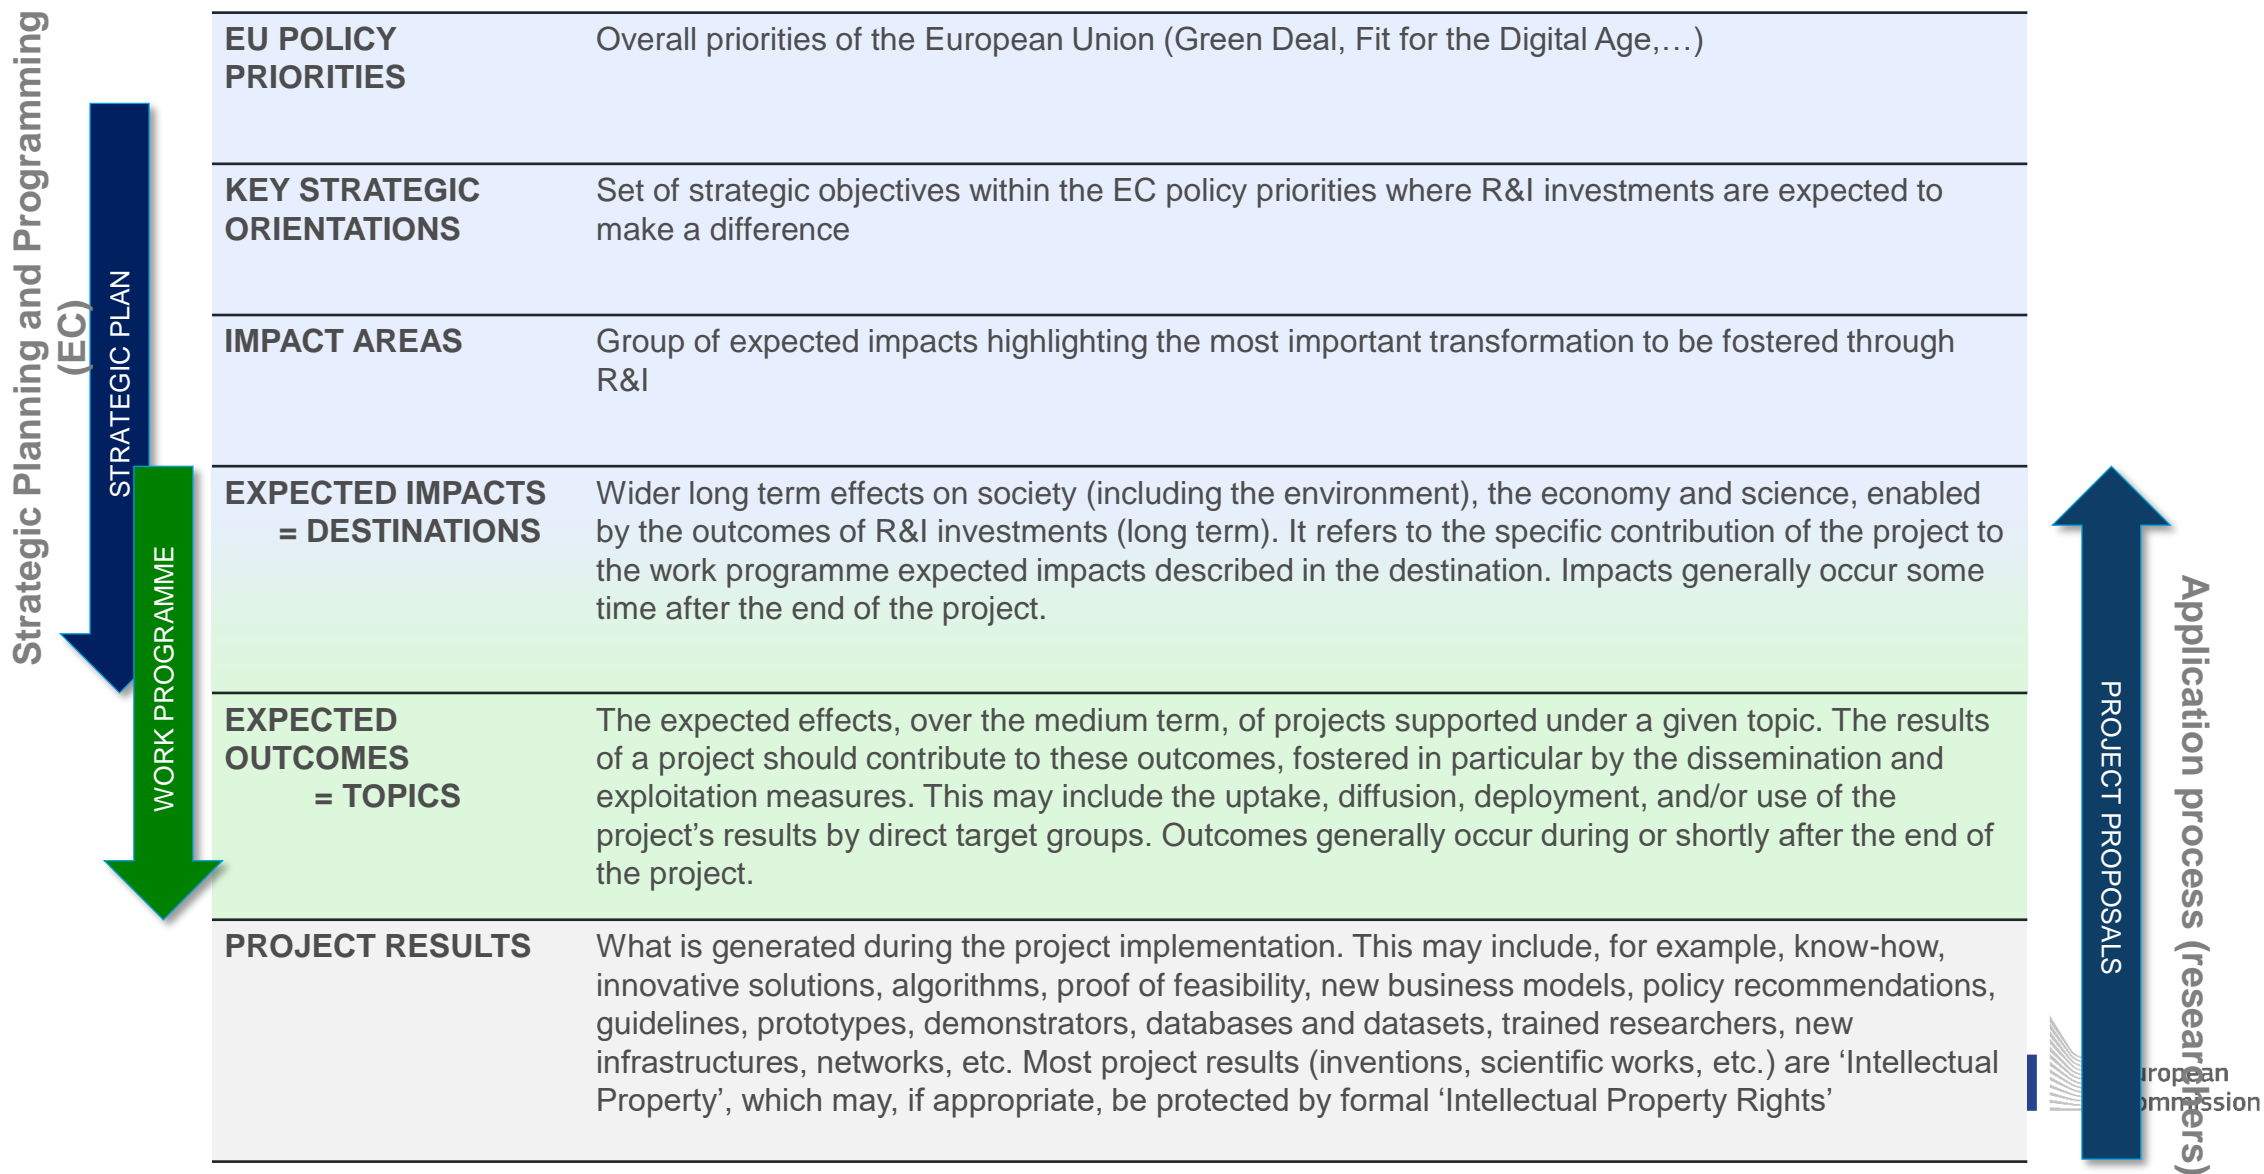 Strategic Planning and Programming
(EC)
STRATEGIC PLAN
WORK PROGRAMME
EU POLICY
PRIORITIES
Overall priorities of the European Union (Green Deal, Fit for the Digital Age,…)
KEY STRATEGIC
ORIENTATIONS
Set of strategic objectives within the EC policy priorities where R&I investments are expected to
make a difference
IMPACT AREAS
Group of expected impacts highlighting the most important transformation to be fostered through
R&I
EXPECTED IMPACTS
= DESTINATIONS
Wider long term effects on society (including the environment), the economy and science, enabled
by the outcomes of R&I investments (long term). It refers to the specific contribution of the project to
the work programme expected impacts described in the destination. Impacts generally occur some
time after the end of the project.
EXPECTED
OUTCOMES
= TOPICS
The expected effects, over the medium term, of projects supported under a given topic. The results
of a project should contribute to these outcomes, fostered in particular by the dissemination and
exploitation measures. This may include the uptake, diffusion, deployment, and/or use of the
project’s results by direct target groups. Outcomes generally occur during or shortly after the end of
the project.
PROJECT RESULTS
What is generated during the project implementation. This may include, for example, know-how,
innovative solutions, algorithms, proof of feasibility, new business models, policy recommendations,
guidelines, prototypes, demonstrators, databases and datasets, trained researchers, new
infrastructures, networks, etc. Most project results (inventions, scientific works, etc.) are ‘Intellectual
Property’, which may, if appropriate, be protected by formal ‘Intellectual Property Rights’
PROJECT PROPOSALS
Application process (researchers)